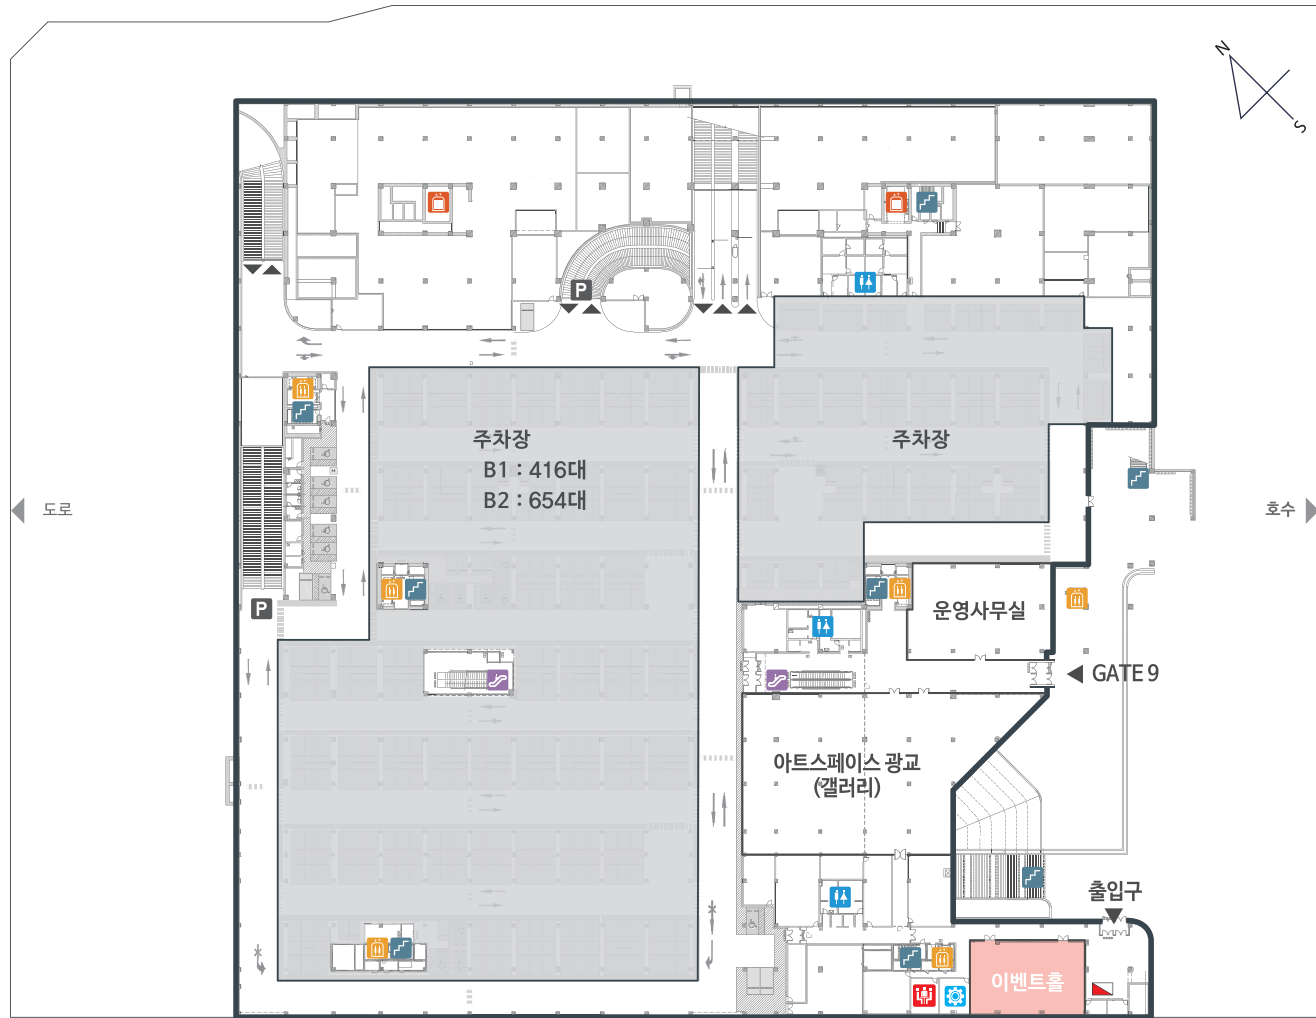 N
S
P
주차장
B1 : 416대
B2 : 654대
주차장
도로
호수
P
운영사무실
GATE 9
아트스페이스 광교
(갤러리)
출입구
이벤트홀